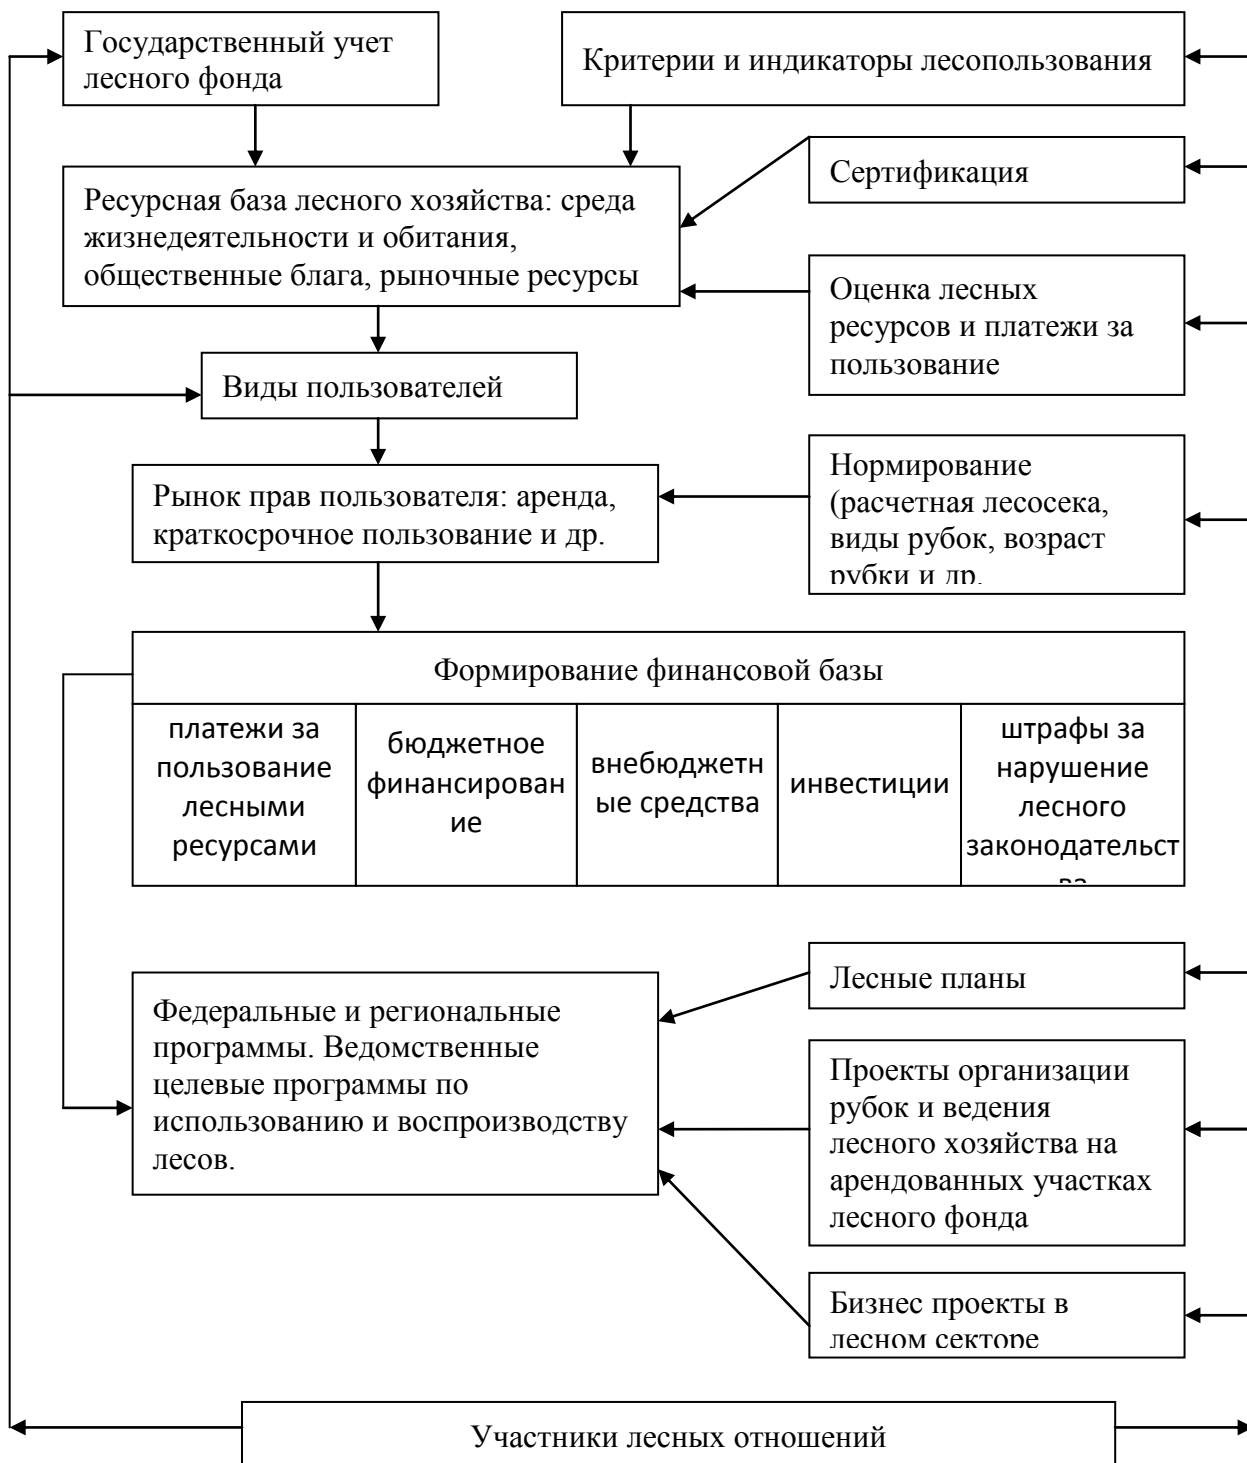 Государственный учет
лесного фонда
Критерии и индикаторы лесопользования
Сертификация
Ресурсная база лесного хозяйства: среда
жизнедеятельности и обитания,
общественные блага, рыночные ресурсы
Оценка лесных
ресурсов и платежи за
пользование
Виды пользователей
Рынок прав пользователя: аренда,
краткосрочное пользование и др.
Нормирование
(расчетная лесосека,
виды рубок, возраст
рубки и др.
Формирование финансовой базы
платежи за
пользование
лесными
ресурсами
бюджетное
финансирован
ие
внебюджетн
ые средства
инвестиции
штрафы за
нарушение
лесного
законодательст
ва
Федеральные и региональные
программы. Ведомственные
целевые программы по
использованию и воспроизводству
лесов.
Лесные планы
Проекты организации
рубок и ведения
лесного хозяйства на
арендованных участках
лесного фонда
Бизнес проекты в
лесном секторе
Участники лесных отношений